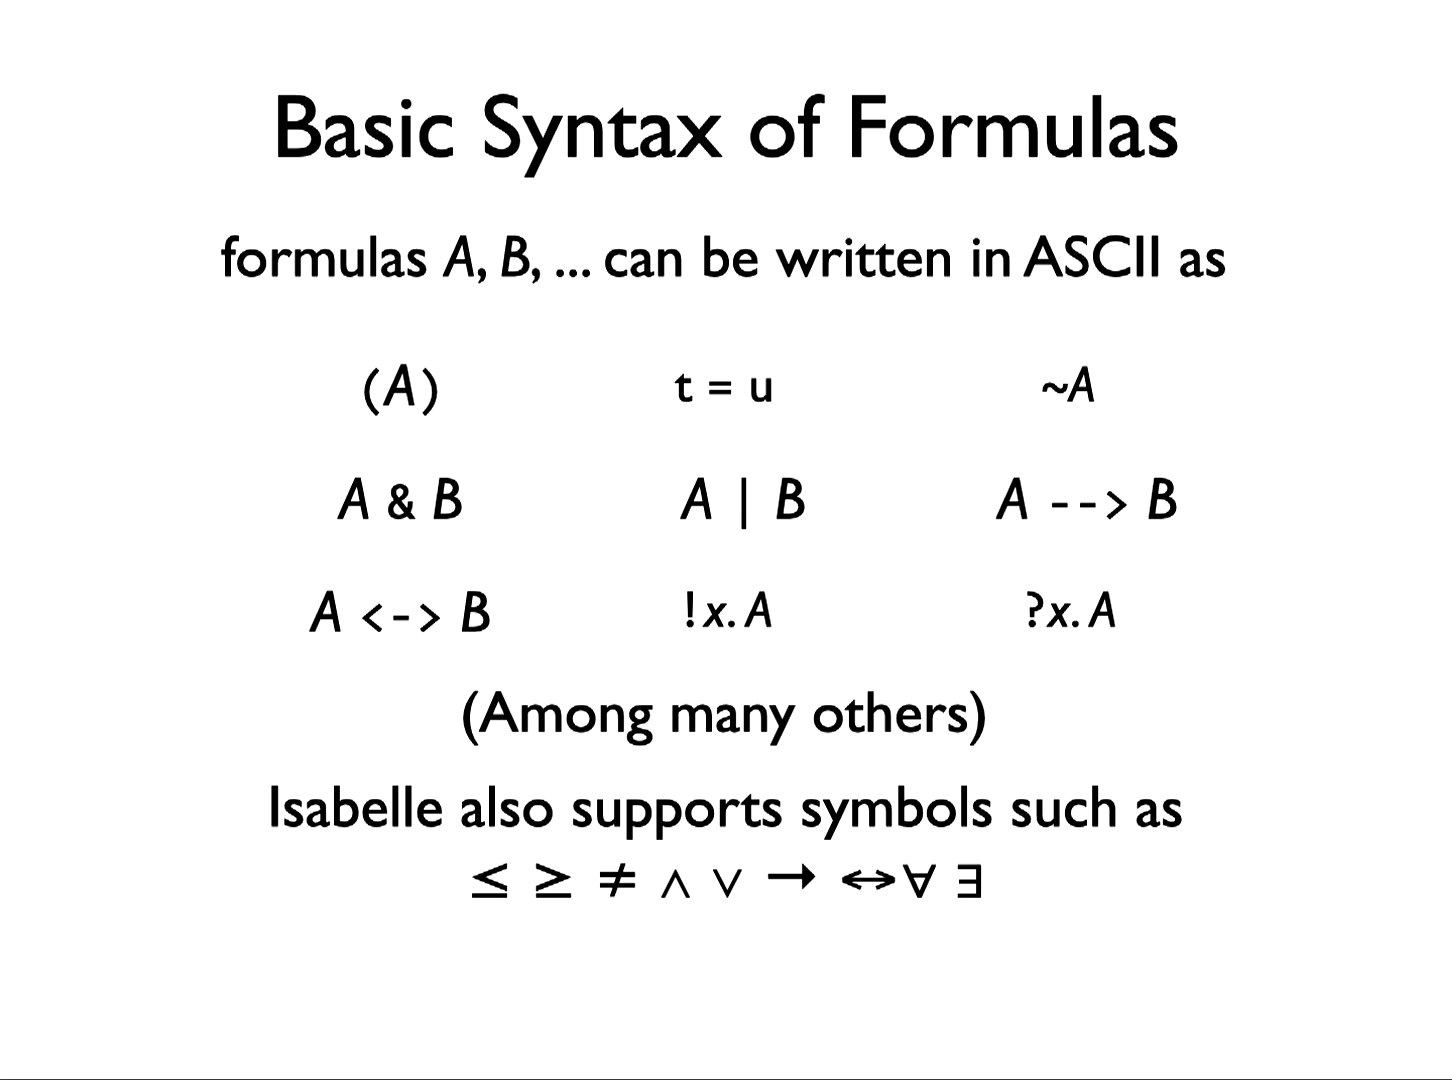 Basic Syntax of Formulas
formulas A, B, ... can be written in ASCII as
(A) t = u ~A
A & B A | B A --> B
A <-> B !x. A ?x. A
(Among many others)
Isabelle also supports symbols such as
≤ ≥ ≠ ∧ ∨ → ↔ ∀ ∃